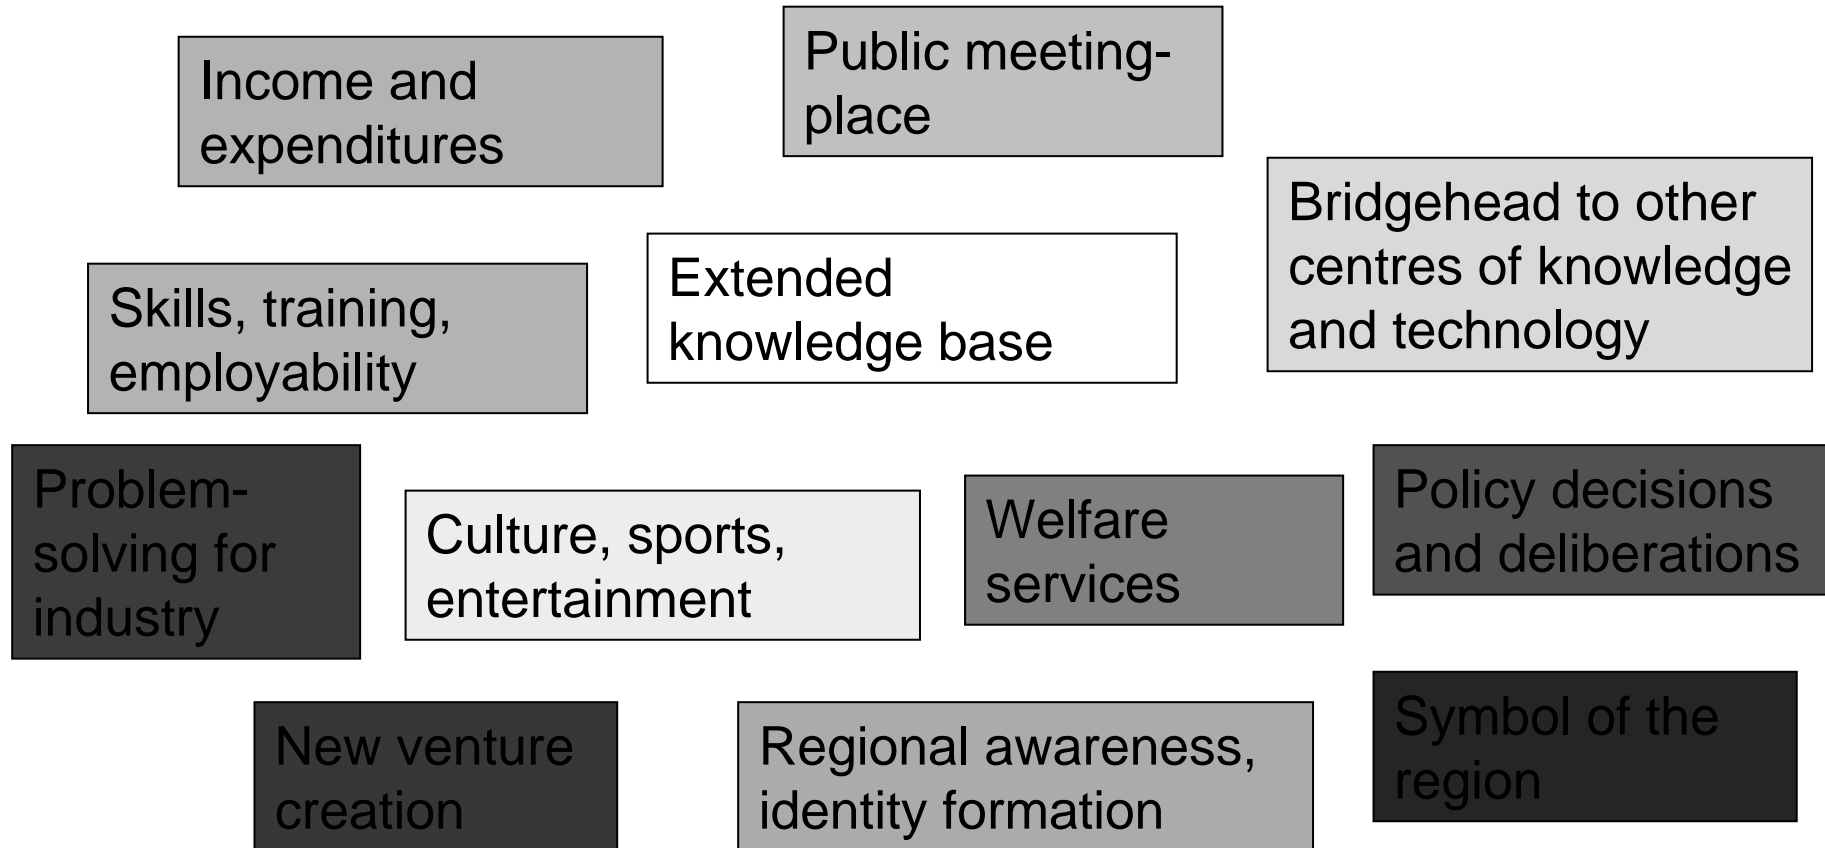 Income and
expenditures
Public meeting-
place
Bridgehead to other
centres of knowledge
and technology
Skills, training,
employability
Extended
knowledge base
Problem-
solving for
industry
Culture, sports,
entertainment
Welfare
services
Policy decisions
and deliberations
New venture
creation
Regional awareness,
identity formation
Symbol of the
region